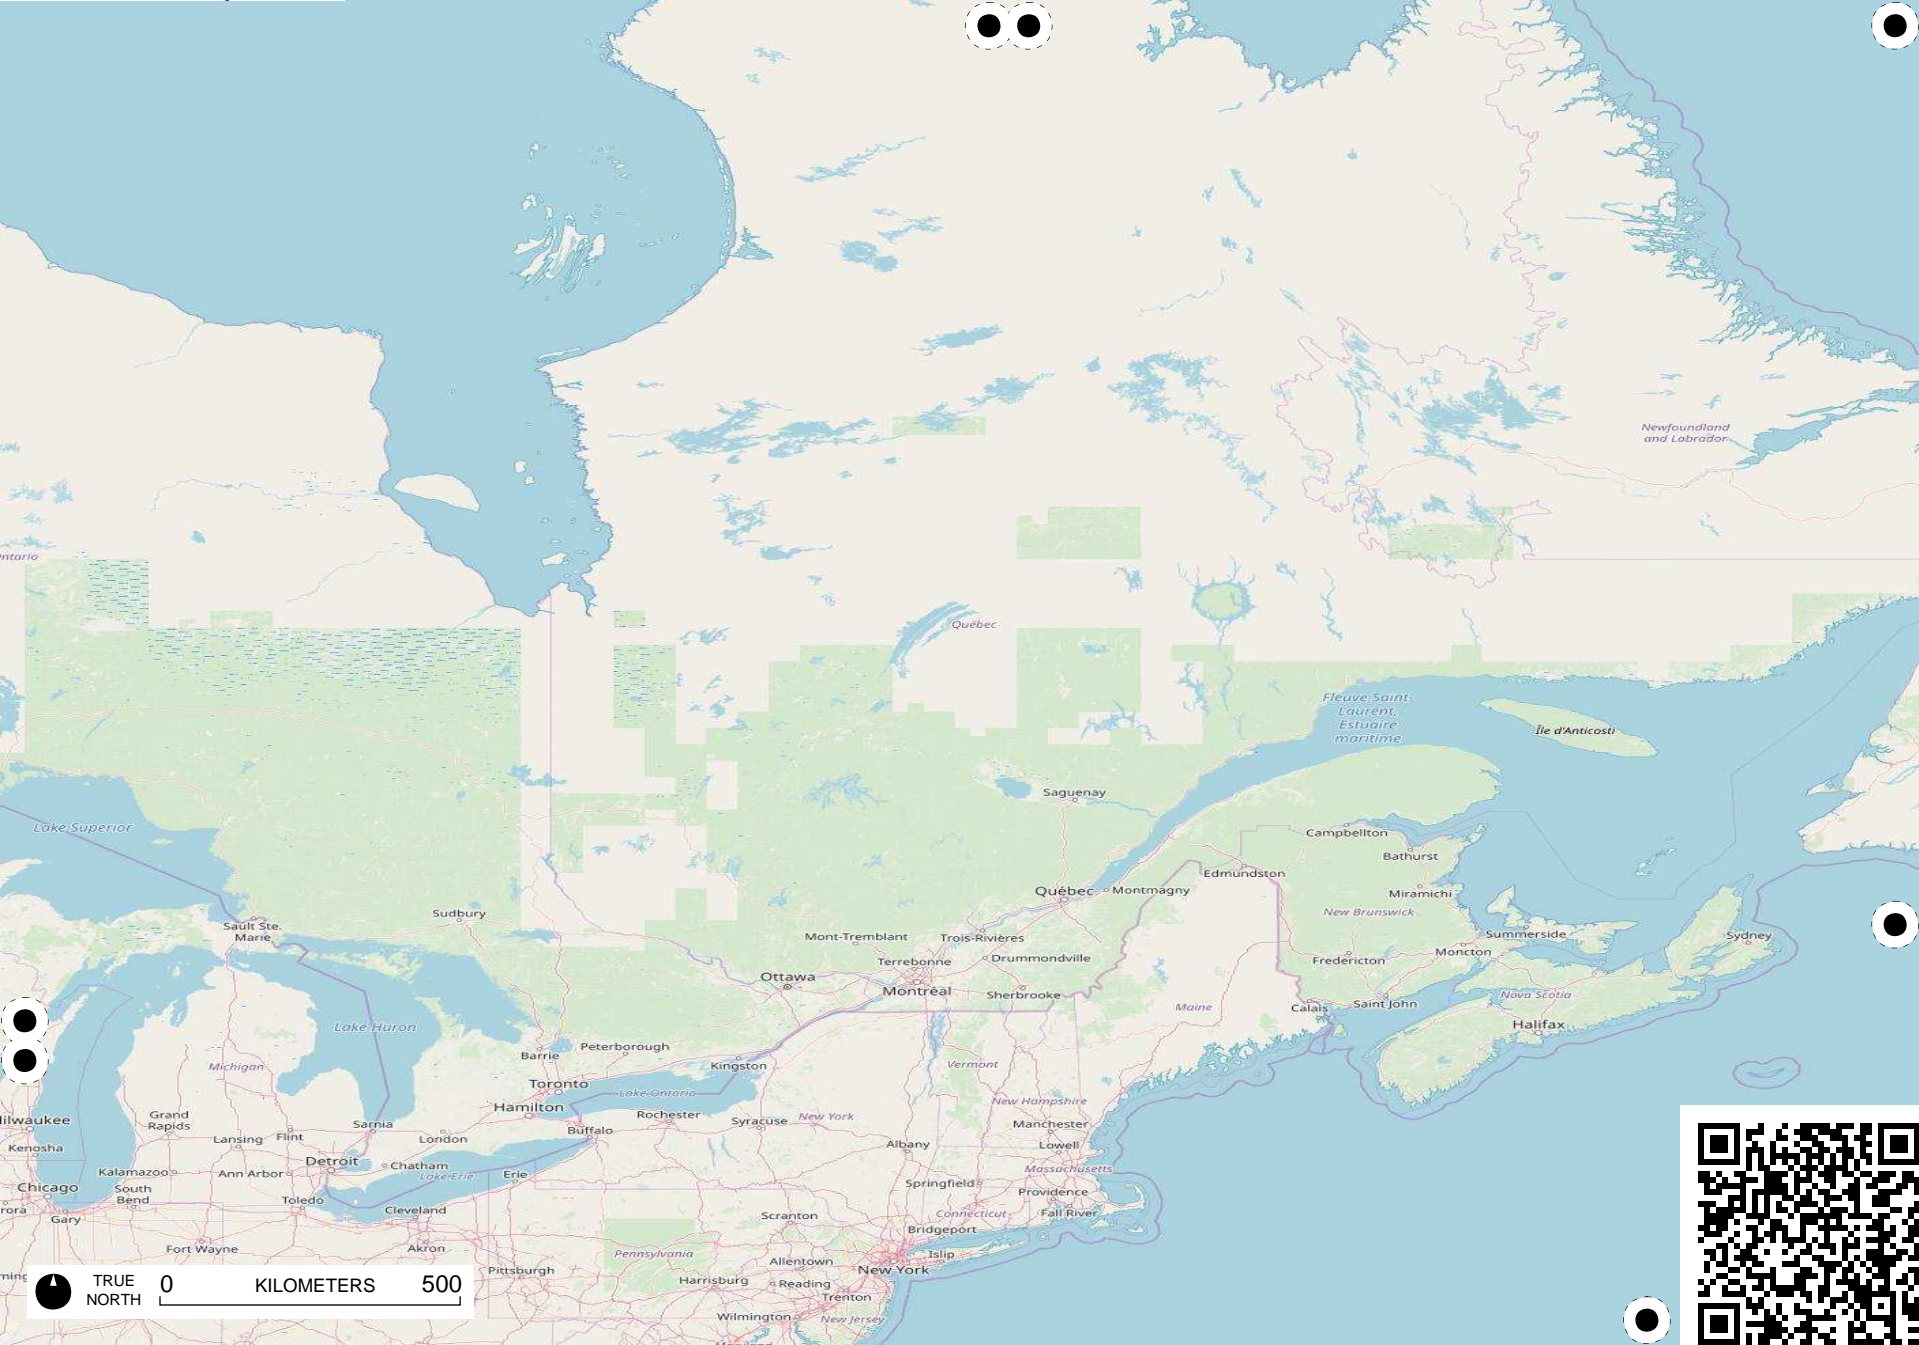 Newfoundland
and Labrador
Québec
Fleuve Saint-
Laurent,
Estuaire
maritime
Île d'Anticosti
Saguenay
Lake Superior
Campbellton
Bathurst
Edmundston
Québec
Montmagny
Miramichi
New Brunswick
Sudbury
Sault Ste.
Marie
Mont-Tremblant
Trois-Rivières
Summerside
Sydney
Moncton
Drummondville
Terrebonne
Fredericton
Ottawa
Montréal
Sherbrooke
Nova Scotia
Saint John
Calais
Maine
Halifax
Lake Huron
Barrie
Peterborough
Kingston
Vermont
Michigan
Toronto
Lake Ontario
New Hampshire
Hamilton
Rochester
Syracuse
New York
Manchester
Grand
Rapids
Sarnia
Buffalo
Albany
Lowell
ilwaukee
Kenosha
Lansing
Flint
London
Detroit
Chatham
Lake Erie
Erie
Massachusetts
Kalamazoo
Ann Arbor
Springfield
Providence
Chicago
South
Bend
Toledo
Cleveland
rora
Gary
Scranton
Connecticut
Fall River
Bridgeport
Fort Wayne
Akron
Pennsylvania
Allentown
Islip
New York
Pittsburgh
Harrisburg
Reading
Trenton
Wilmington
New Jersey
ntario
TRUE
NORTH
0 KILOMETERS 500